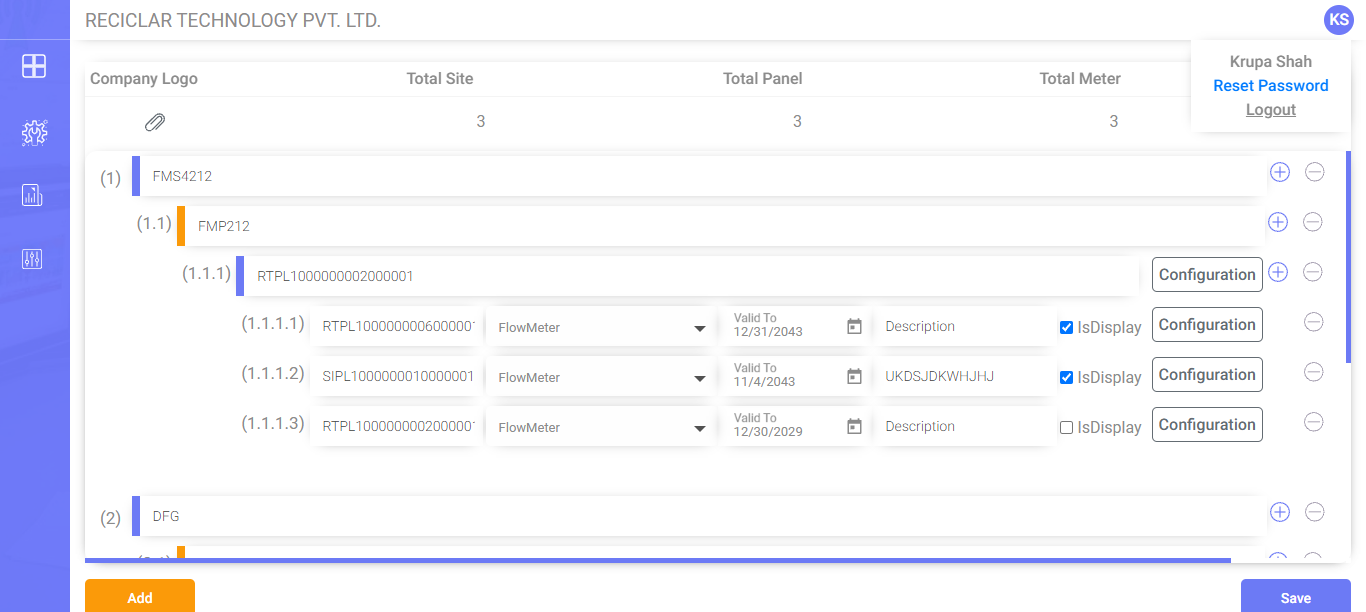 RECICLAR TECHNOLOGY PVT. LTD.
KS
Krupa Shah
Reset Password
Logout
Company Logo Total Site Total Panel Total Meter
3 3 3
(1) FMS4212
(1.1) FMP212
(1.1.1) RTPL1000000002000001 Configuration
(1.1.1.1) RTPL100000000600000 FlowMeter Valid To 12/31/2043 Description IsDisplay Configuration
(1.1.1.2) SIPL1000000010000001 FlowMeter Valid To 11/4/2043 UKDSJDKWHJHJ IsDisplay Configuration
(1.1.1.3) RTPL100000000200000 FlowMeter Valid To 12/30/2029 Description IsDisplay Configuration
(2) DFG
Add Save